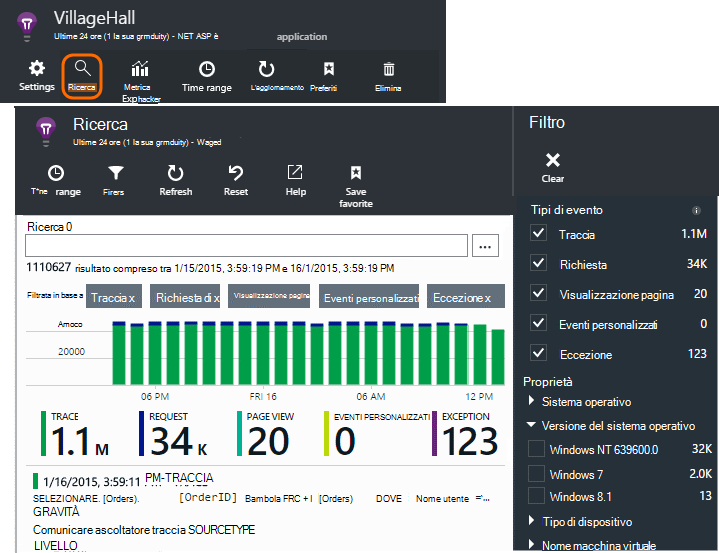 VillageHall
Ultime 24 ore (1 la sua grmduity) - NET ASP è application
Settings Ricerca Metrica Exphacker Time range L'aggiornamento Preferiti Elimina
Ricerca
Ultime 24 ore (1 la sua grmduity) - Waged
T*ne range Firers Refresh Reset Help Save favorite
Ricerca 0
...
1110627 risultato compreso tra 1/15/2015, 3:59:19 PM e 16/1/2015, 3:59:19 PM
Filtrata in base a Traccia x Richiesta di x Visualizzazione pagine Eventi personalizzati Eccezione x
Amoco
20000
06 PM FRI 16 06 AM 12 PM
TRACE REQUEST PAGE VIEW EVENTI PERSONALIZZATI EXCEPTION
1.1 M 34 K 20 0 123
1/16/2015, 3:59:11 PM-TRACCIA
SELEZIONARE. [Orders]. [OrderID] Bambola FRC + I [Orders) DOVE Nome utente ='...
GRAVITÀ
Comunicare ascoltatore traccia SOURCETYPE
LIVELLO
Filtro
Clear
Tipi di evento
Traccia 1.1M
Richiesta 34K
Visualizzazione pagina 20
Eventi personalizzati 0
Eccezione 123
Proprietà
Sistema operativo
Versione del sistema operativo
Windows NT 639600.0 32K
Windows 7 2.0K
Windows 8.1 13
Tipo di dispositivo
Nome macchina virtuale